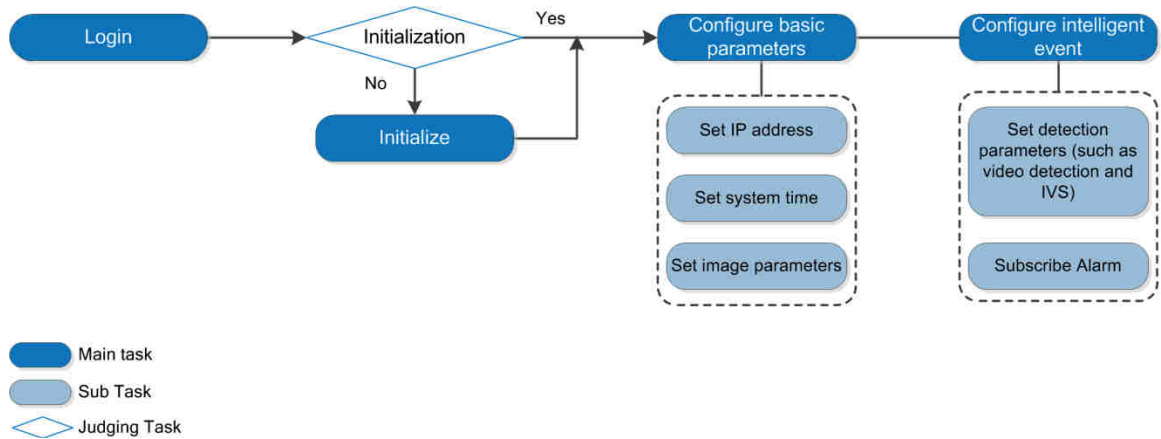 Login
Initialization
Yes
No
Initialize
Configure basic
parameters
Set IP address
Set system time
Set image parameters
Configure intelligent
event
Set detection
parameters (such as
video detection and
IVS)
Subscribe Alarm
Main task
Sub Task
Judging Task